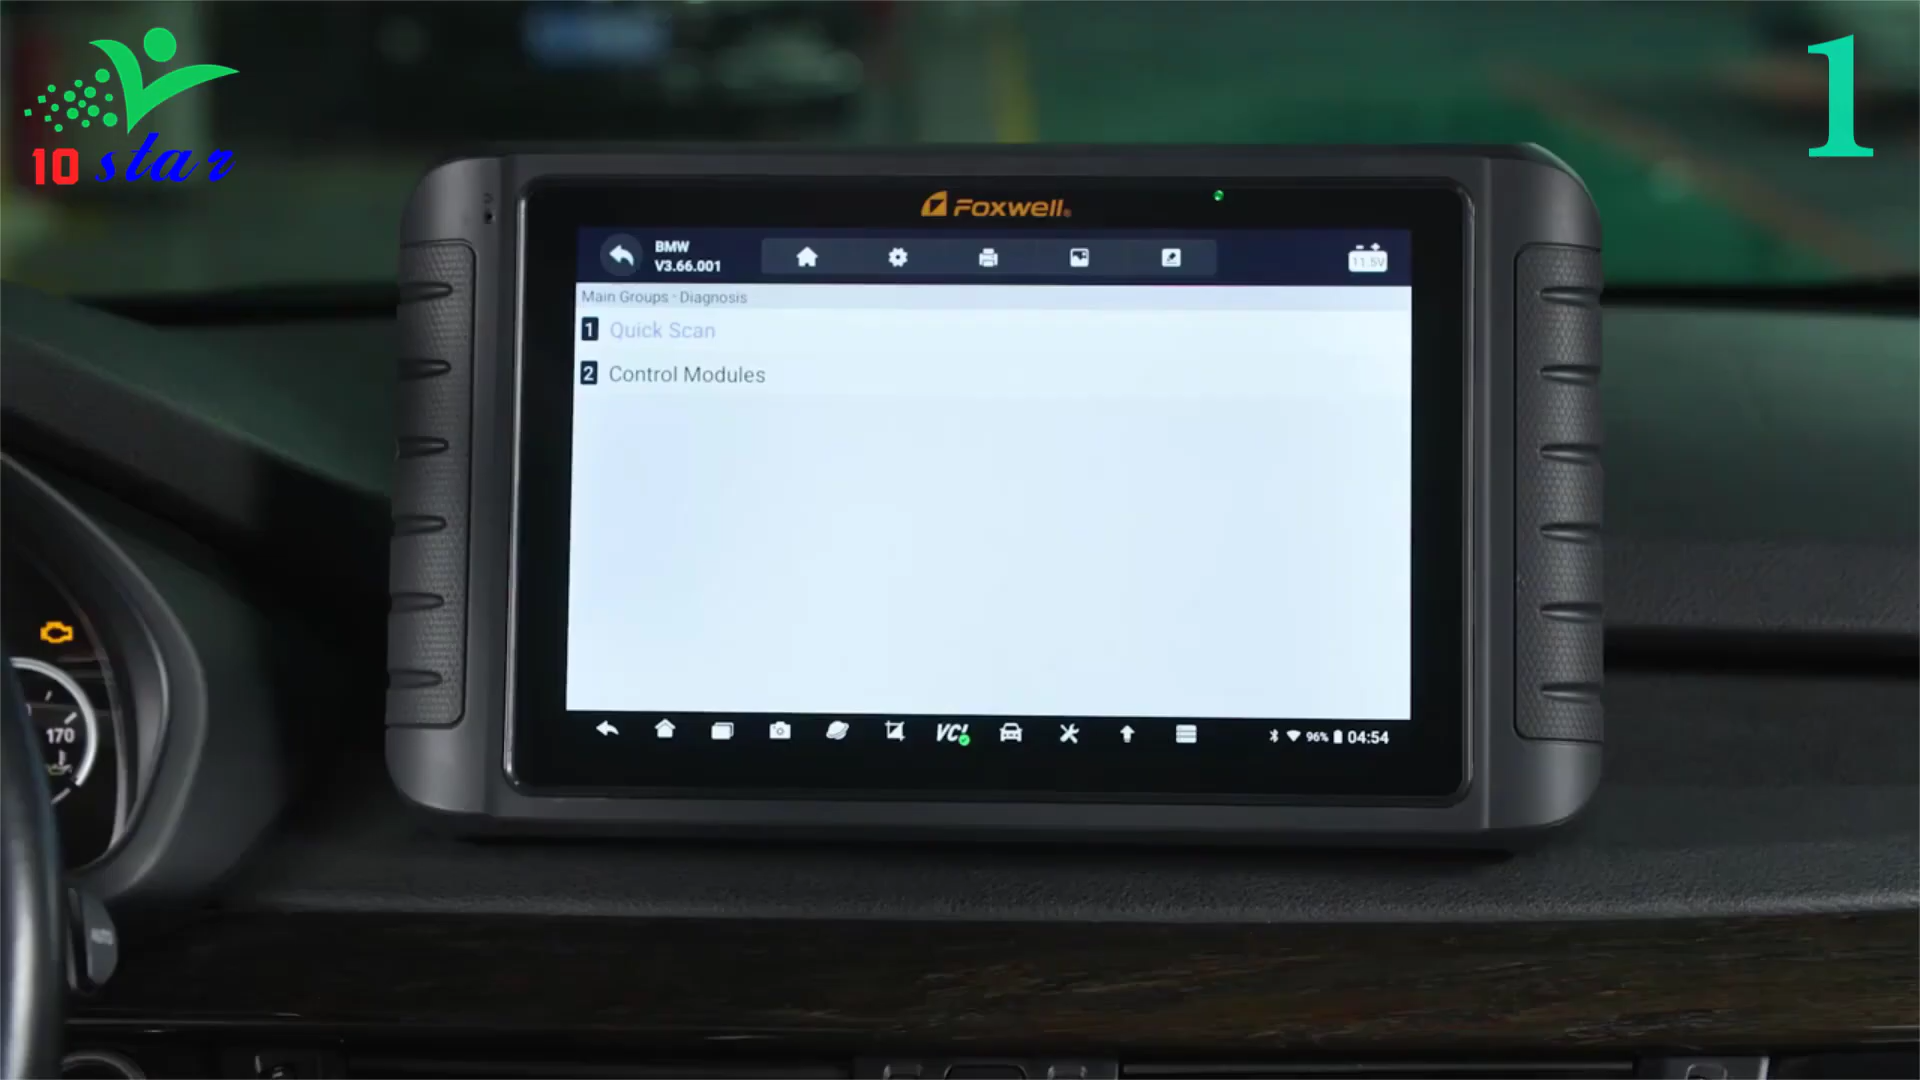 10 star
1
Foxwell®
BMW
V3.66.001
11.5V
Main Groups · Diagnosis
1 Quick Scan
2 Control Modules
VCI
96%
04:54
170
AUTO